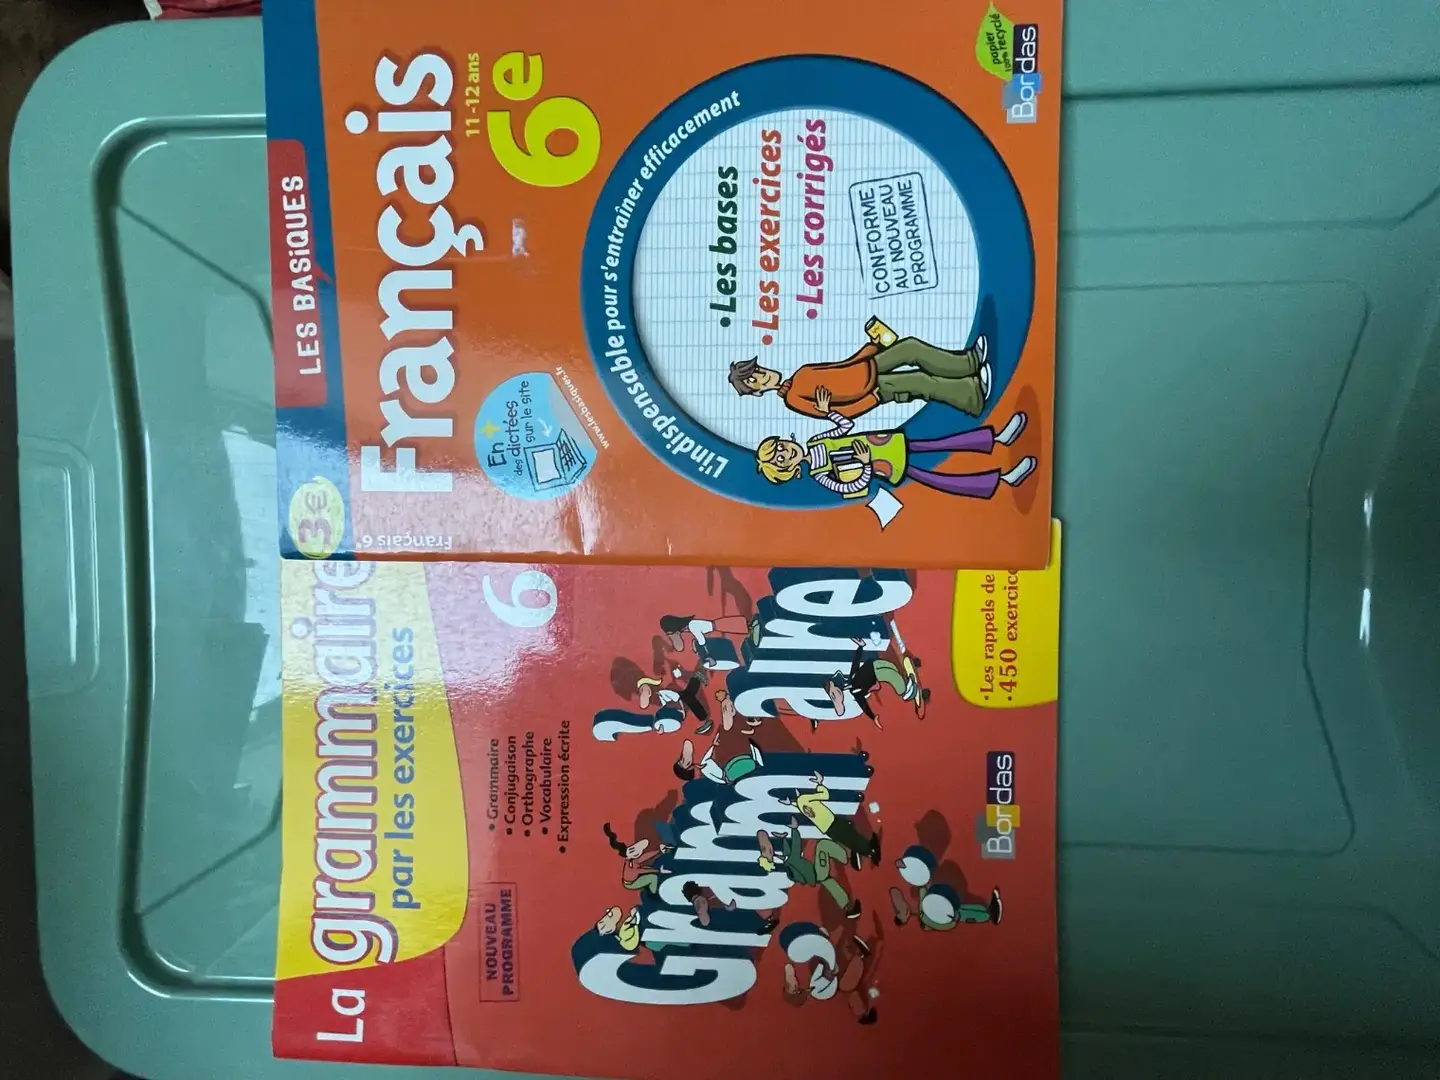 LES BASIQUES
3€
Français
11-12 ans
6e
En +
des dictées
sur le site
www.lesbasiques.fr
Français 6e
L'indispensable pour s'entraîner efficacement
• Les bases
• Les exercices
• Les corrigés
CONFORME
AU NOUVEAU
PROGRAMME
papier
100% recyclé
Bordas
La grammaire
par les exercices
6
NOUVEAU
PROGRAMME
• Grammaire
• Conjugaison
• Orthographe
• Vocabulaire
• Expression écrite
Grammaire
• Les rappels de
• 450 exercic
Bordas